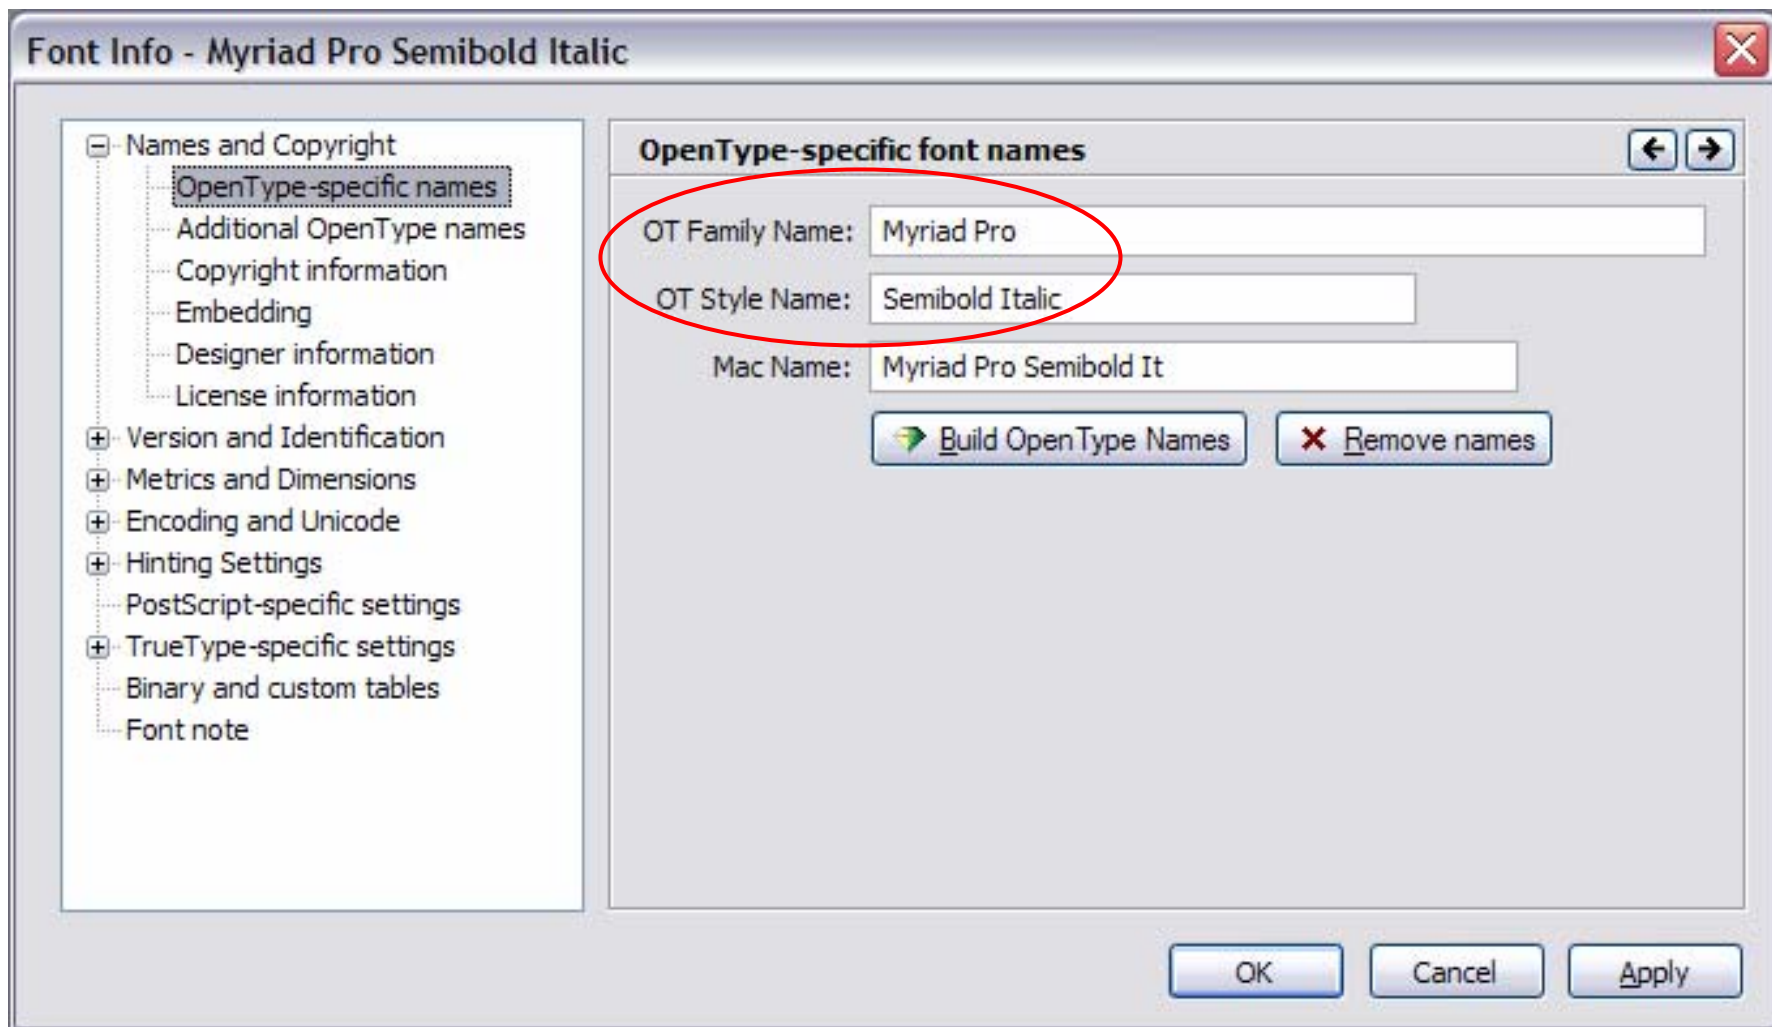 Font Info - Myriad Pro Semibold Italic
Names and Copyright
OpenType-specific names
Additional OpenType names
Copyright information
Embedding
Designer information
License information
Version and Identification
Metrics and Dimensions
Encoding and Unicode
Hinting Settings
PostScript-specific settings
TrueType-specific settings
Binary and custom tables
Font note
OpenType-specific font names
OT Family Name: Myriad Pro
OT Style Name: Semibold Italic
Mac Name: Myriad Pro Semibold It
Build OpenType Names Remove names
OK Cancel Apply